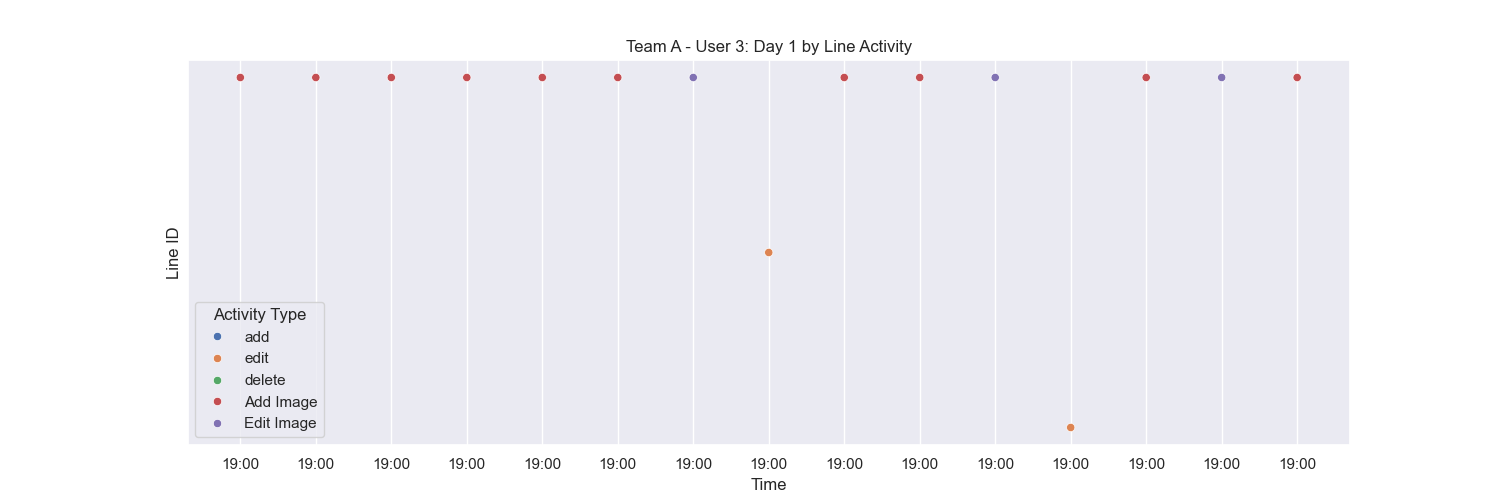 Team A - User 3: Day 1 by Line Activity
Line ID
Activity Type
add
edit
delete
Add Image
Edit Image
19:00 19:00 19:00 19:00 19:00 19:00 19:00 19:00 19:00 19:00 19:00 19:00 19:00 19:00 19:00
Time